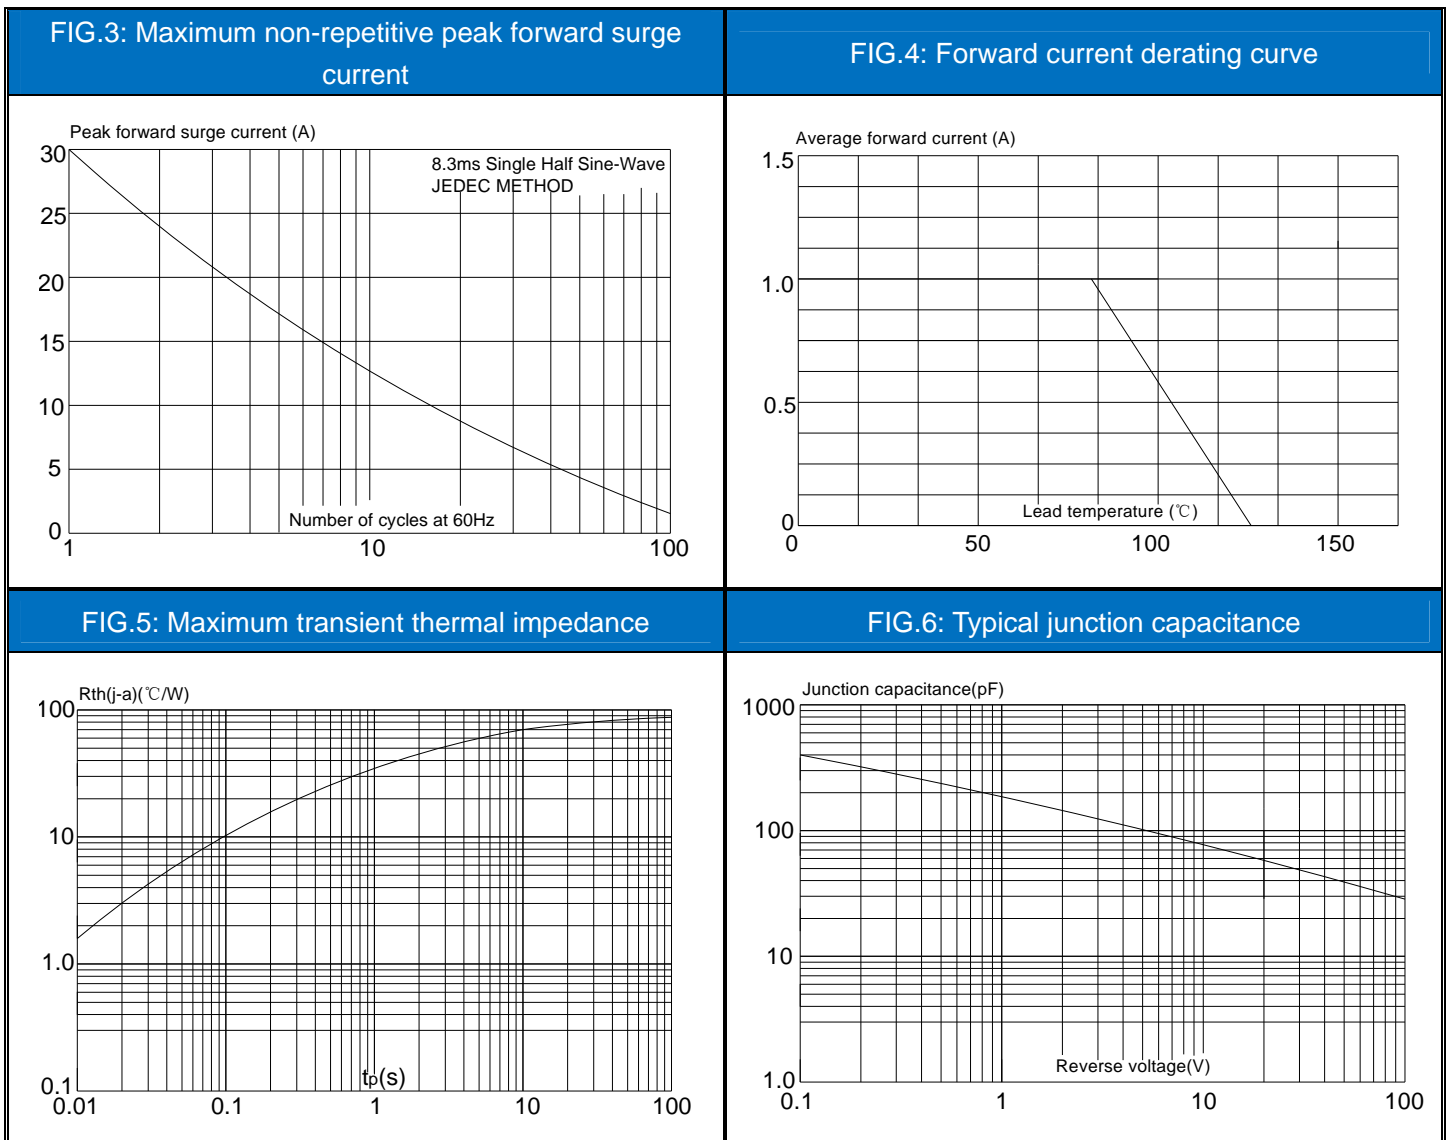 FIG.3: Maximum non-repetitive peak forward surge
current
FIG.4: Forward current derating curve
Peak forward surge current (A)
8.3ms Single Half Sine-Wave
JEDEC METHOD
30
25
20
15
10
5
0
Number of cycles at 60Hz
1 10 100
Average forward current (A)
1.5
1.0
0.5
0
Lead temperature (℃)
0 50 100 150
FIG.5: Maximum transient thermal impedance
FIG.6: Typical junction capacitance
Rth(j-a)(℃/W)
100
10
1.0
0.1
tp(s)
0.01 0.1 1 10 100
Junction capacitance(pF)
1000
100
10
1.0
Reverse voltage(V)
0.1 1 10 100